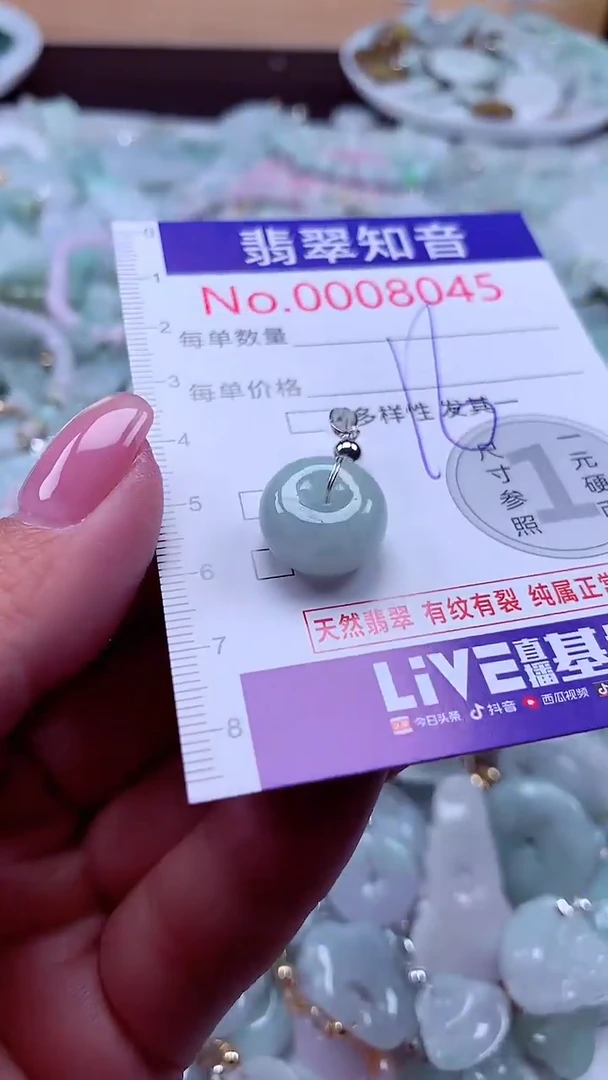 0
翡翠知音
1
No.0008045
2
每单数量
3
每单价格
多样性 发其一
4
尺寸参照
1
一元硬
5
6
天然翡翠 有纹有裂 纯属正常
7
LiVE直播基
今日头条 抖音 西瓜视频
8